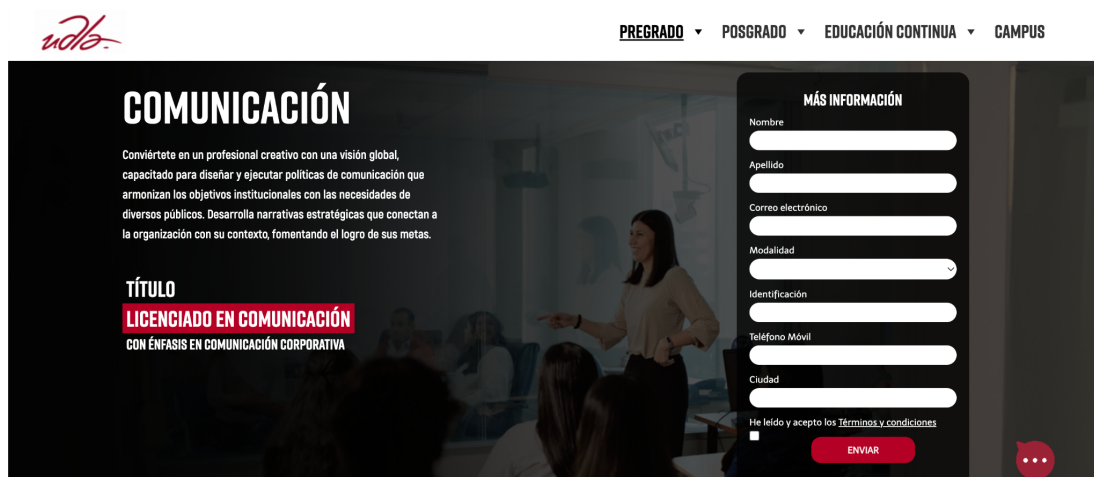 udla-
PREGRADO POSGRADO EDUCACIÓN CONTINUA CAMPUS
COMUNICACIÓN
Conviértete en un profesional creativo con una visión global,
capacitado para diseñar y ejecutar políticas de comunicación que
armonizan los objetivos institucionales con las necesidades de
diversos públicos. Desarrolla narrativas estratégicas que conectan a
la organización con su contexto, fomentando el logro de sus metas.
TÍTULO
LICENCIADO EN COMUNICACIÓN
CON ÉNFASIS EN COMUNICACIÓN CORPORATIVA
MÁS INFORMACIÓN
Nombre
Apellido
Correo electrónico
Modalidad
Identificación
Teléfono Móvil
Ciudad
He leído y acepto los Términos y condiciones
ENVIAR